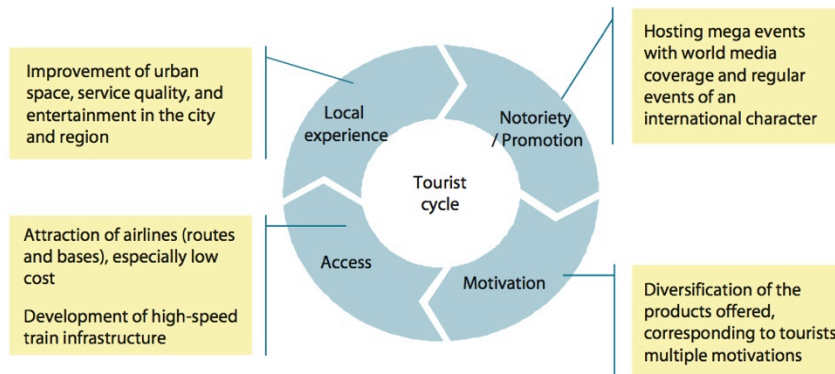 Improvement of urban
space, service quality, and
entertainment in the city
and region
Local
experience
Notoriety
/ Promotion
Hosting mega events
with world media
coverage and regular
events of an
international character
Tourist
cycle
Attraction of airlines (routes
and bases), especially low
cost
Development of high-speed
train infrastructure
Access
Motivation
Diversification of the
products offered,
corresponding to tourists
multiple motivations